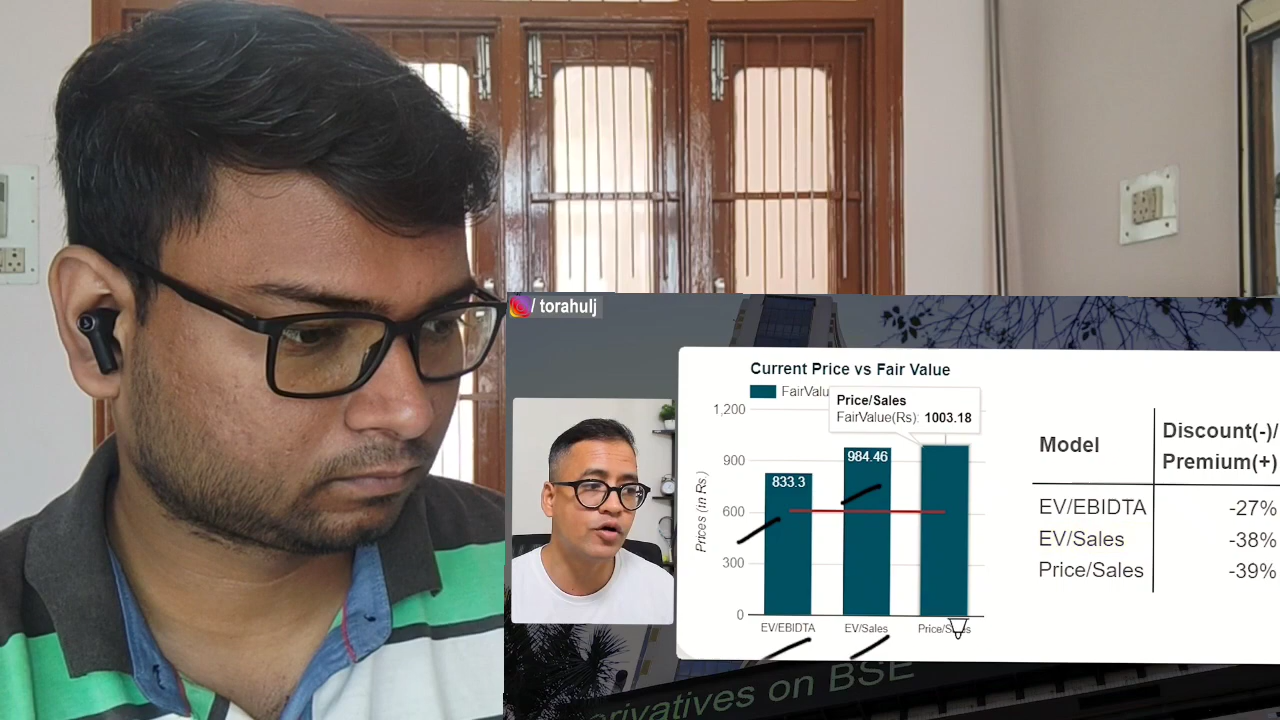 / torahulj
Current Price vs Fair Value
FairValu
Price/Sales
FairValue(Rs): 1003.18
1,200
900
600
300
0
Prices (in Rs.)
833.3
984.46
EV/EBIDTA
EV/Sales
Price/Sales
Model
Discount(-)/
Premium(+)
EV/EBIDTA
-27%
EV/Sales
-38%
Price/Sales
-39%
erivatives on BSE